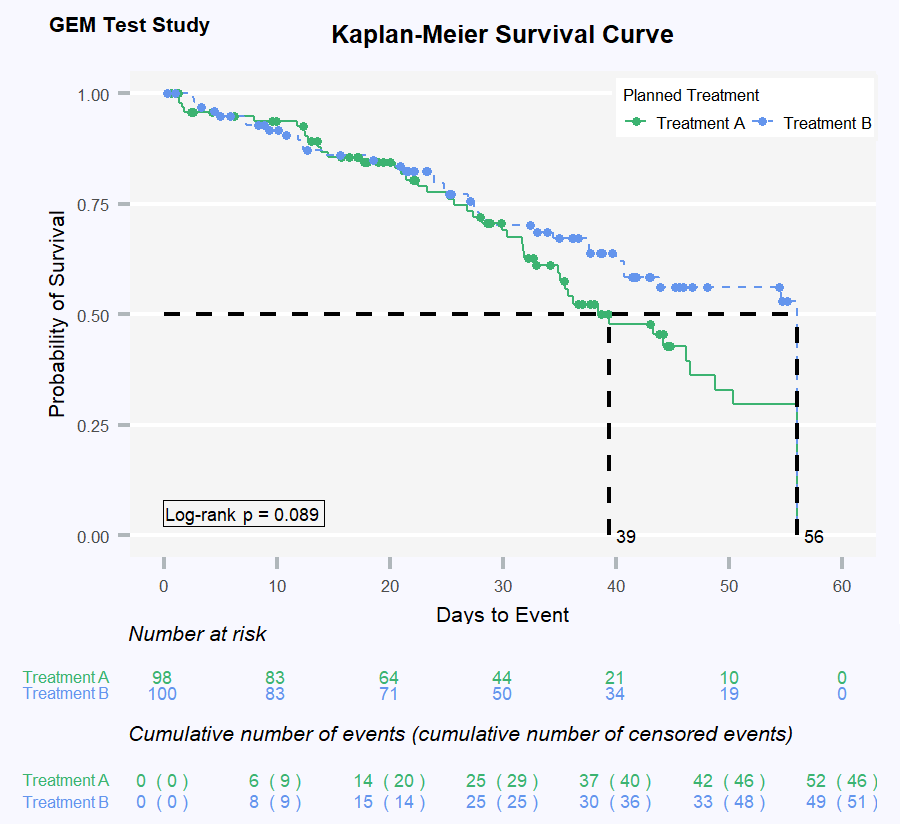 GEM Test Study
Kaplan-Meier Survival Curve
Planned Treatment
Treatment A Treatment B
Probability of Survival
1.00
0.75
0.50
0.25
0.00
Log-rank p = 0.089
39 56
0 10 20 30 40 50 60
Days to Event
Number at risk
Treatment A 98 83 64 44 21 10 0
Treatment B 100 83 71 50 34 19 0
Cumulative number of events (cumulative number of censored events)
Treatment A 0 ( 0 ) 6 ( 9 ) 14 ( 20 ) 25 ( 29 ) 37 ( 40 ) 42 ( 46 ) 52 ( 46 )
Treatment B 0 ( 0 ) 8 ( 9 ) 15 ( 14 ) 25 ( 25 ) 30 ( 36 ) 33 ( 48 ) 49 ( 51 )